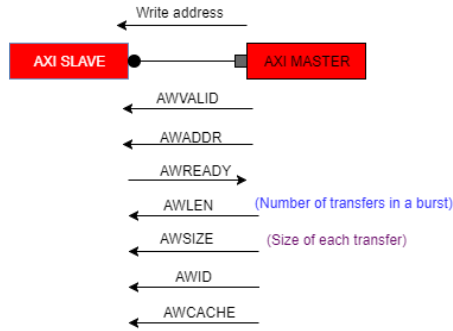 Write address
AXI SLAVE
AXI MASTER
AWVALID
AWADDR
AWREADY
AWLEN (Number of transfers in a burst)
AWSIZE (Size of each transfer)
AWID
AWCACHE